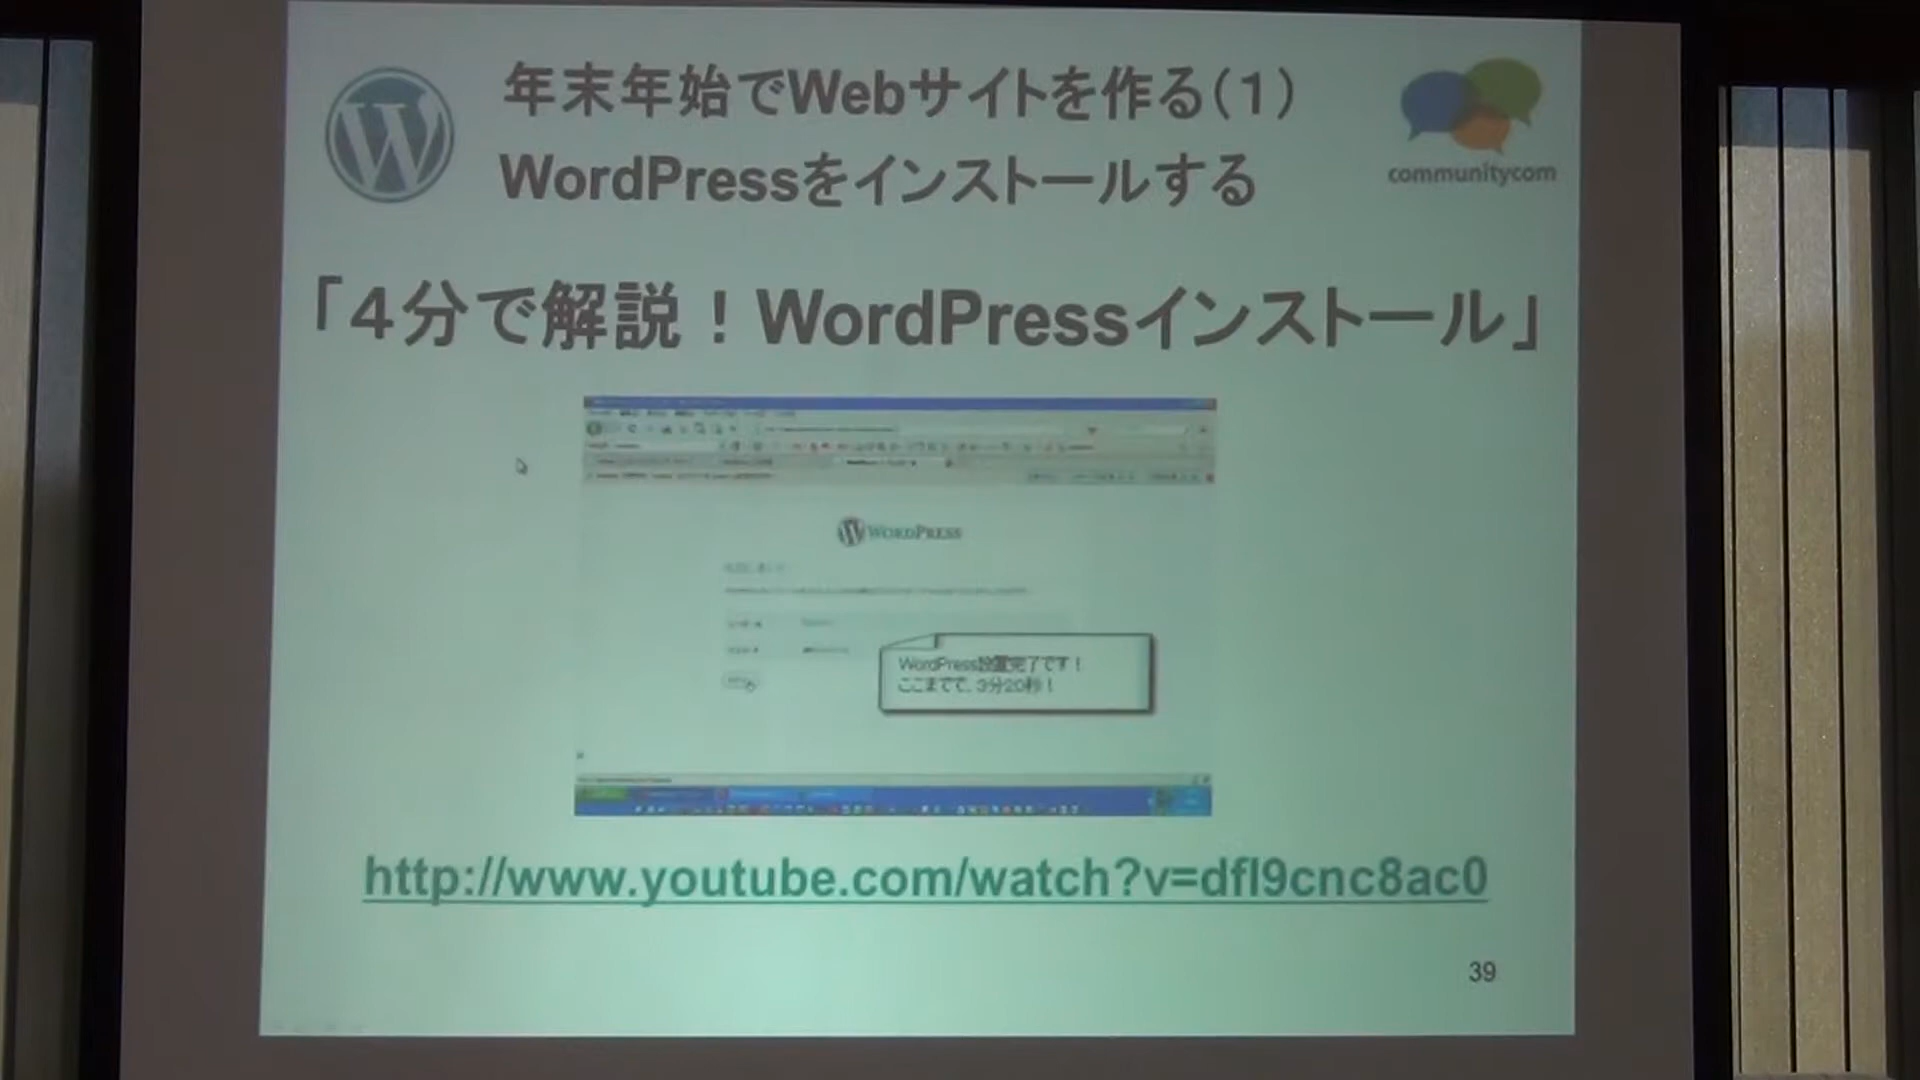 年末年始でWebサイトを作る(1)
WordPressをインストールする
communitycom
「4分で解説！WordPressインストール」
WORDPRESS
WordPress設置完了です！
ここまでで、3分20秒！
http://www.youtube.com/watch?v=dfl9cnc8ac0
39